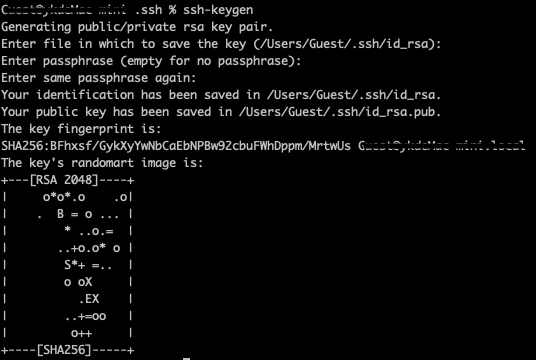 .ssh % ssh-keygen
Generating public/private rsa key pair.
Enter file in which to save the key (/Users/Guest/.ssh/id_rsa):
Enter passphrase (empty for no passphrase):
Enter same passphrase again:
Your identification has been saved in /Users/Guest/.ssh/id_rsa.
Your public key has been saved in /Users/Guest/.ssh/id_rsa.pub.
The key fingerprint is:
SHA256:BFhxsf/GykXyYwNbCaEbNPBw92cbuFWhDppm/MrtwUs
The key's randomart image is:
+---[RSA 2048]----+
|     o*o*.o    .o|
|    .  B = o ... |
|        * ..o.=  |
|       ..+o.o* o |
|        S*+ =..  |
|        o oX     |
|          .EX    |
|        ..+=oo   |
|         o++     |
+----[SHA256]-----+